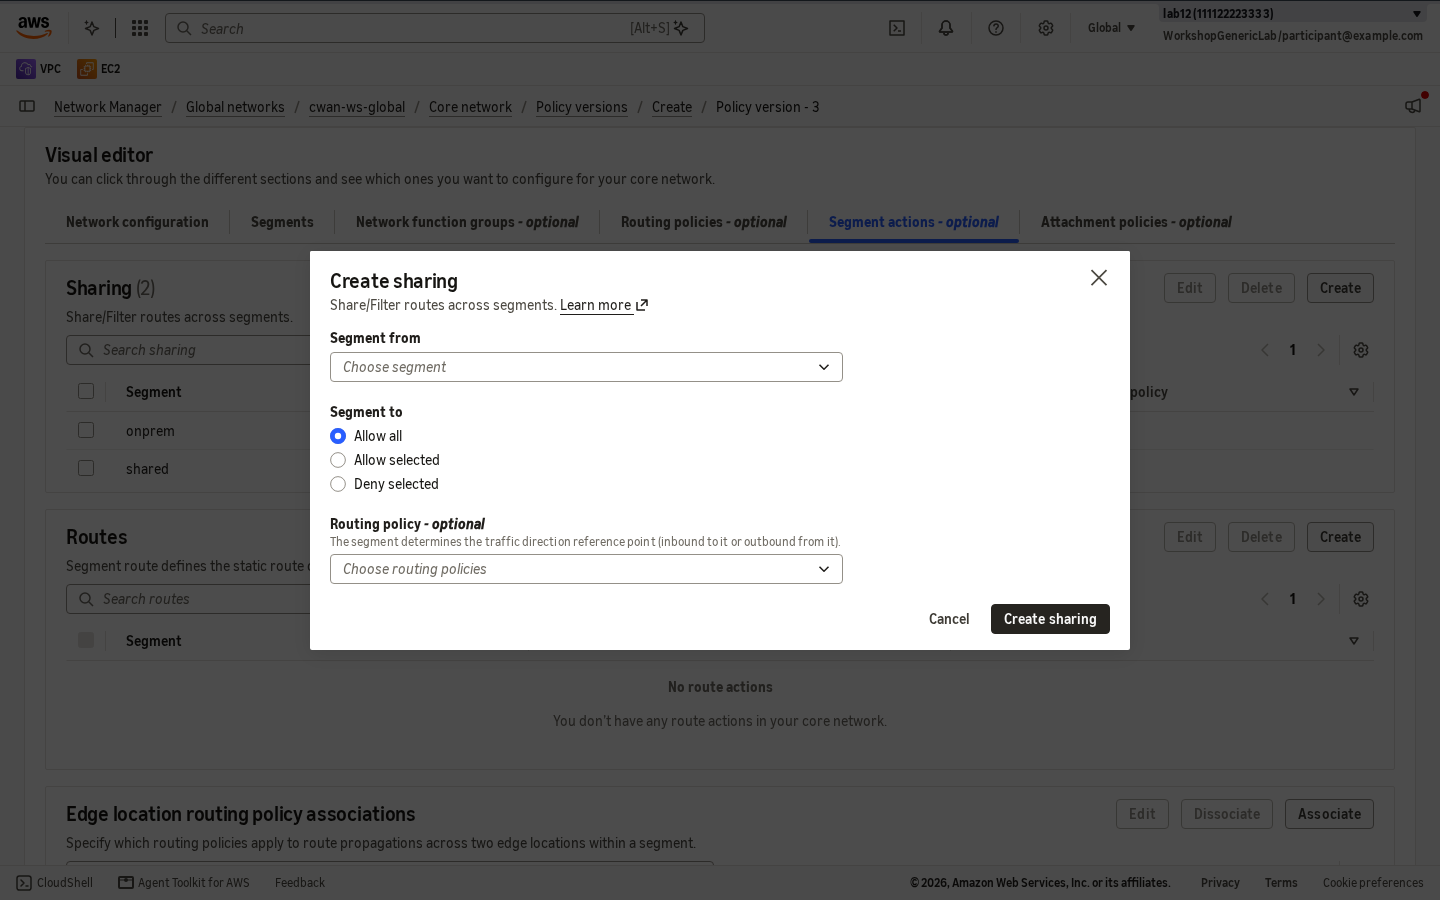 aws
Search
[Alt+S]
Global
lab12 (111122223333)
WorkshopGenericLab/participant@example.com
VPC
EC2
Network Manager / Global networks / cwan-ws-global / Core network / Policy versions / Create / Policy version - 3
Visual editor
You can click through the different sections and see which ones you want to configure for your core network.
Network configuration
Segments
Network function groups - optional
Routing policies - optional
Segment actions - optional
Attachment policies - optional
Sharing (2)
Edit
Delete
Create
Share/Filter routes across segments.
Search sharing
1
Segment
policy
onprem
shared
Create sharing
Share/Filter routes across segments. Learn more
Segment from
Choose segment
Segment to
Allow all
Allow selected
Deny selected
Routing policy - optional
The segment determines the traffic direction reference point (inbound to it or outbound from it).
Choose routing policies
Cancel
Create sharing
Routes
Edit
Delete
Create
Segment route defines the static route
Search routes
1
Segment
No route actions
You don't have any route actions in your core network.
Edge location routing policy associations
Edit
Dissociate
Associate
Specify which routing policies apply to route propagations across two edge locations within a segment.
CloudShell
Agent Toolkit for AWS
Feedback
© 2026, Amazon Web Services, Inc. or its affiliates.
Privacy
Terms
Cookie preferences